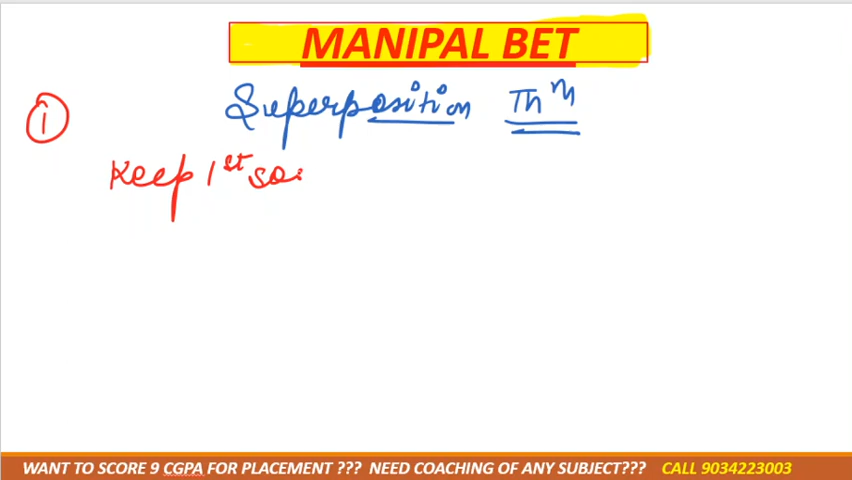 MANIPAL BET
1 Superposition Thm
Keep 1st so
WANT TO SCORE 9 CGPA FOR PLACEMENT ??? NEED COACHING OF ANY SUBJECT??? CALL 9034223003